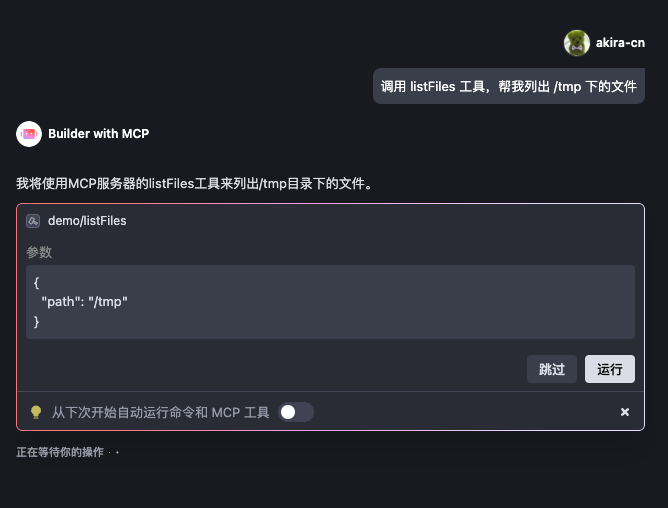 akira-cn
调用 listFiles 工具，帮我列出 /tmp 下的文件
Builder with MCP
我将使用MCP服务器的listFiles工具来列出/tmp目录下的文件。
demo/listFiles
参数
{
"path": "/tmp"
}
跳过
运行
从下次开始自动运行命令和 MCP 工具
正在等待你的操作 · ·